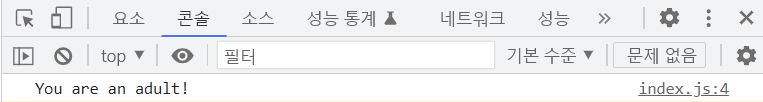 요소 콘솔 소스 성능 통계 네트워크 성능 »
top ▼ 필터 기본 수준 ▼ 문제 없음
You are an adult! index.js:4